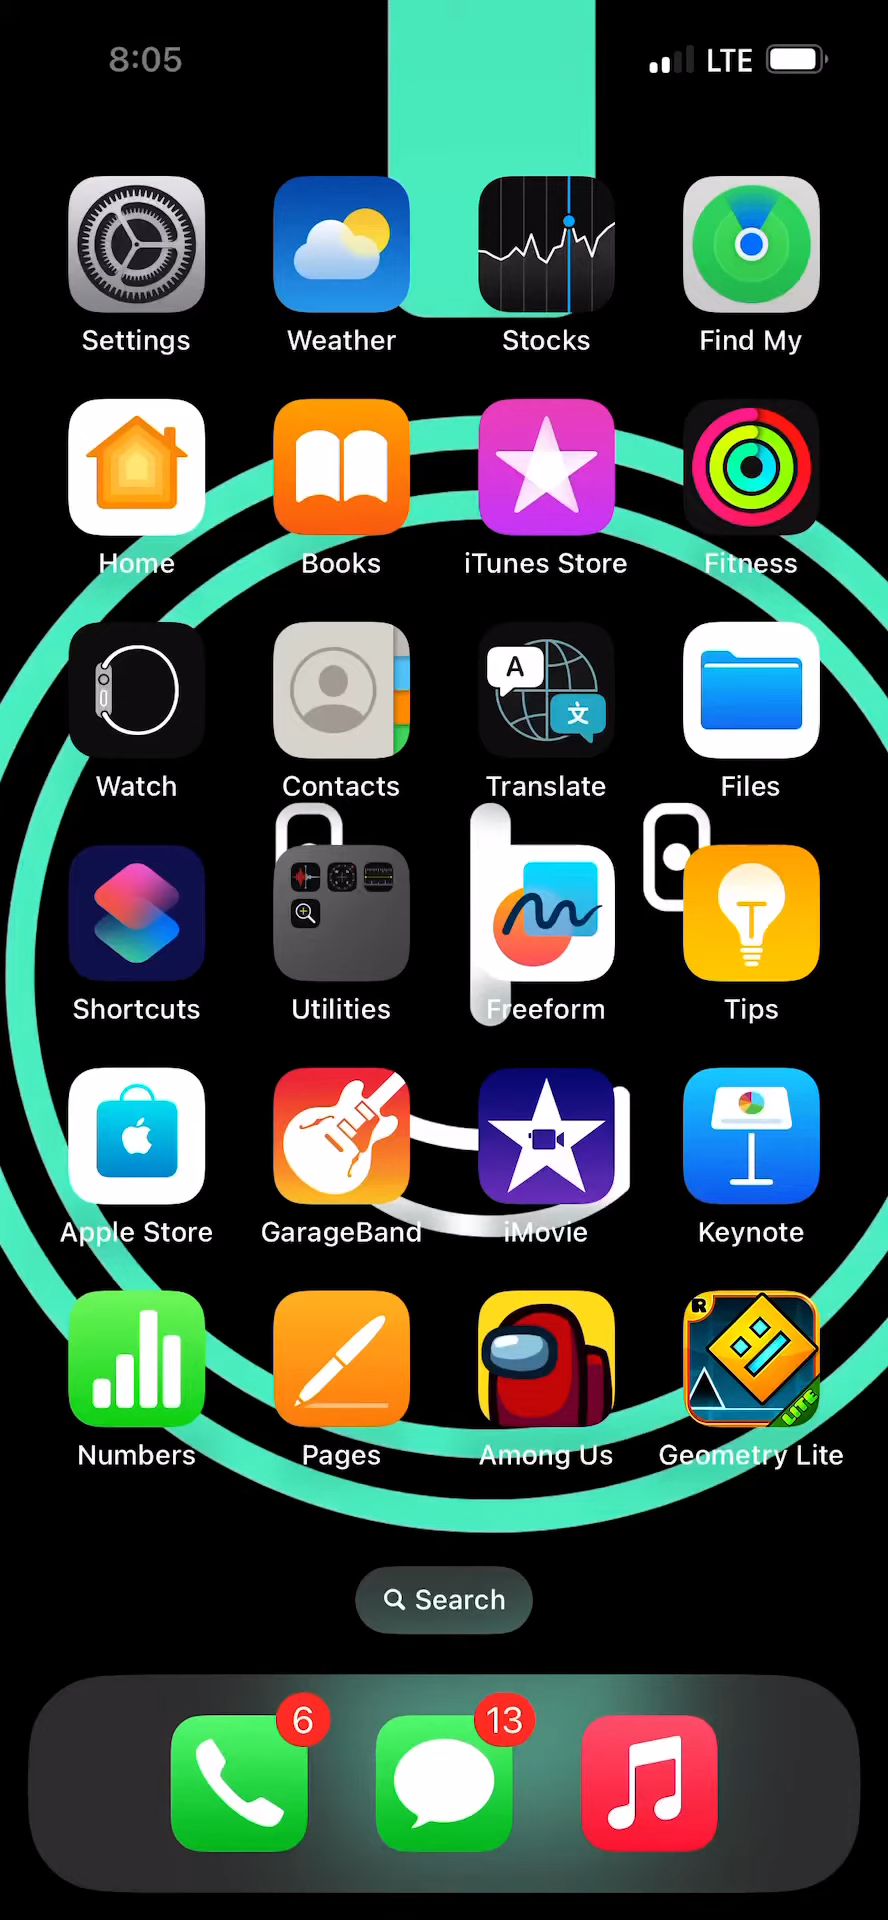 8:05 LTE
Settings Weather Stocks Find My
Home Books iTunes Store Fitness
A
文
Watch Contacts Translate Files
Shortcuts Utilities Freeform Tips
Apple Store GarageBand iMovie Keynote
R
LITE
Numbers Pages Among Us Geometry Lite
Search
6 13